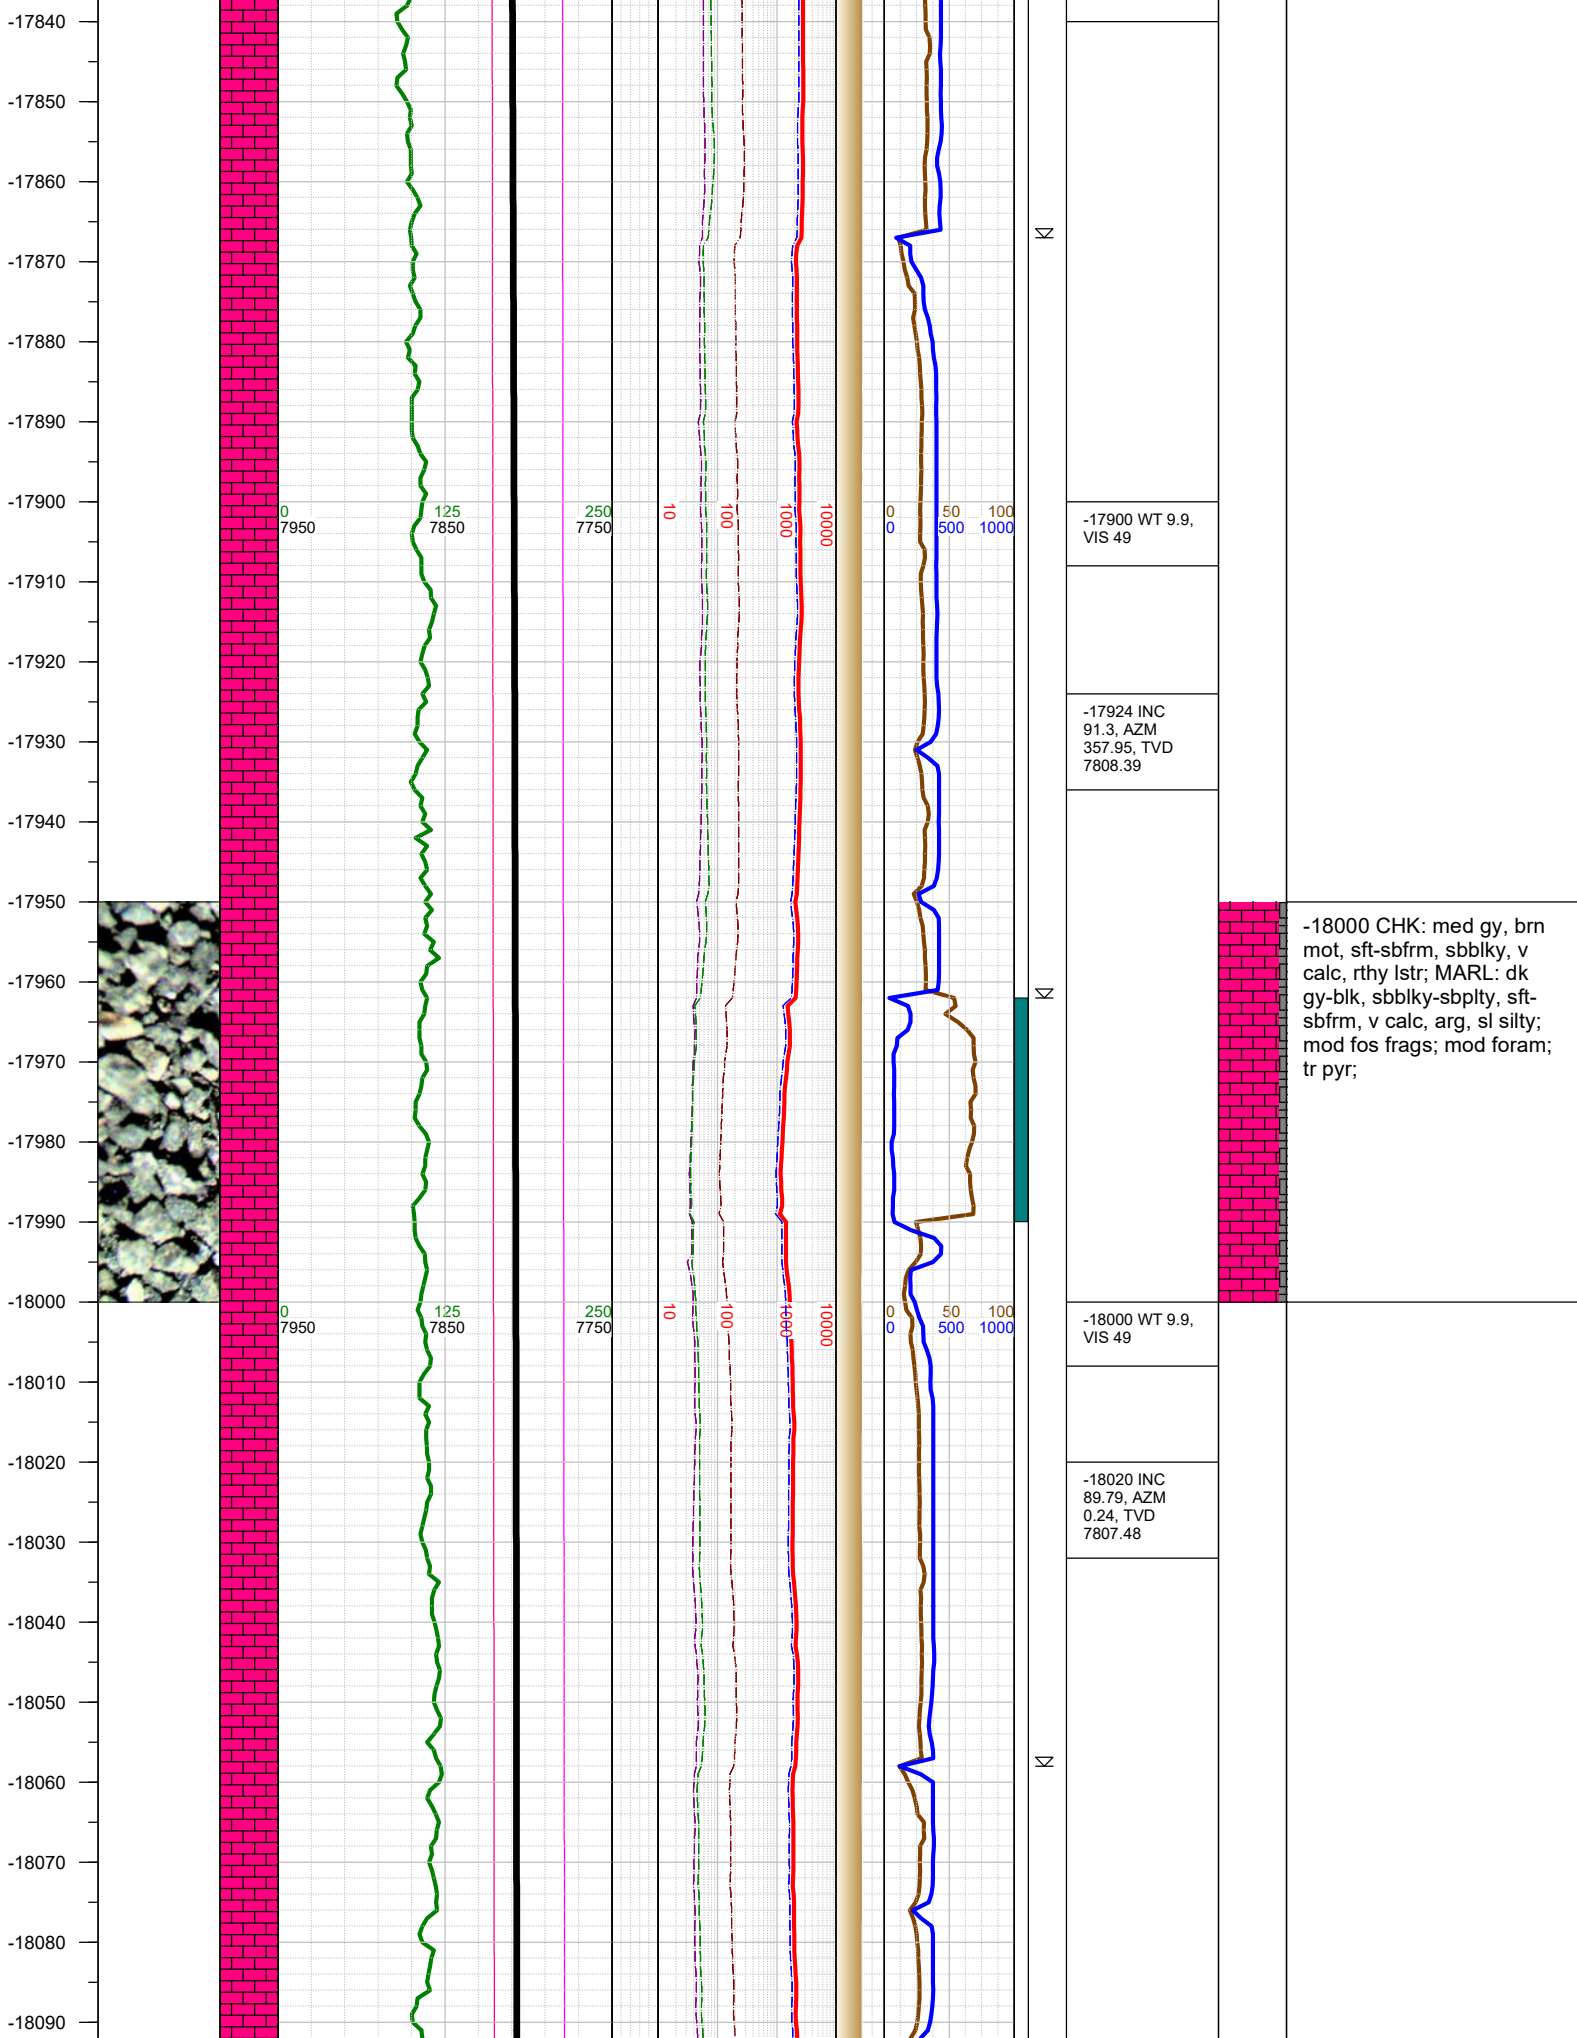 -17840
-17850
-17860
-17870
-17880
-17890
-17900
0 125 250 10 100 1000 10000 0 50 100
7950 7850 7750 0 500 1000
-17900 WT 9.9,
VIS 49
-17910
-17920
-17924 INC
91.3, AZM
357.95, TVD
7808.39
-17930
-17940
-17950
-18000 CHK: med gy, brn
mot, sft-sbfrm, sbblky, v
calc, rthy lstr; MARL: dk
gy-blk, sbblky-sbplty, sft-
sbfrm, v calc, arg, sl silty;
mod fos frags; mod foram;
tr pyr;
-17960
-17970
-17980
-17990
-18000
0 125 250 10 100 1000 10000 0 50 100
7950 7850 7750 0 500 1000
-18000 WT 9.9,
VIS 49
-18010
-18020
-18020 INC
89.79, AZM
0.24, TVD
7807.48
-18030
-18040
-18050
-18060
-18070
-18080
-18090